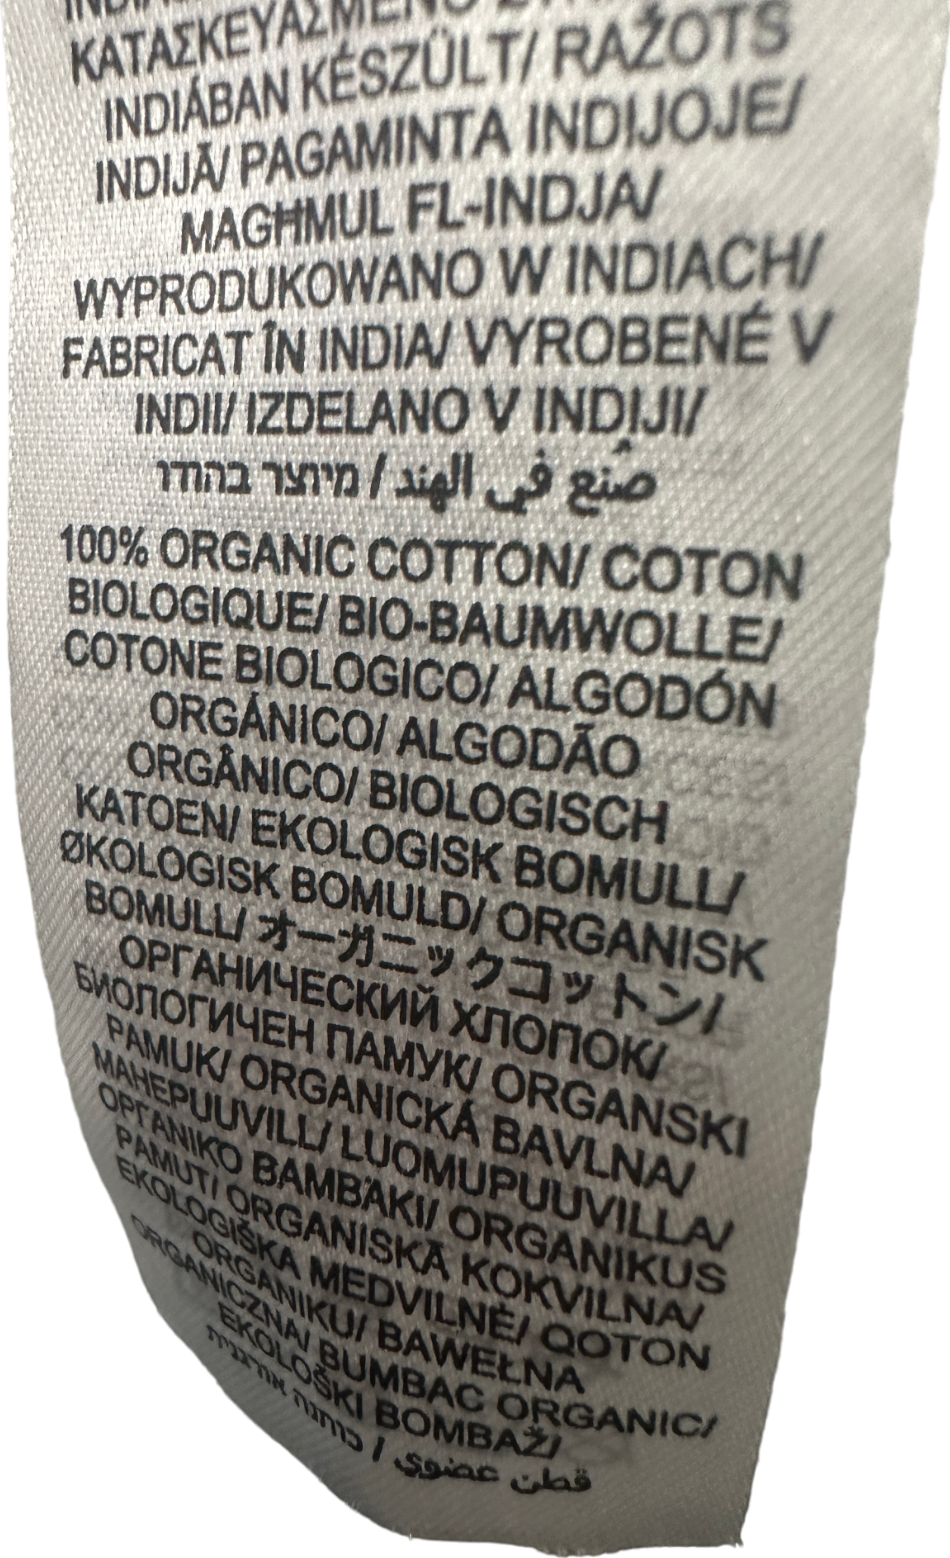 ΚΑΤΑΣΚΕΥΑΣΜΕΝΟ
INDIÁBAN KÉSZÜLT/ RAŽOTS
INDIJĀ/ PAGAMINTA INDIJOJE/
MAGĦMUL FL-INDJA/
WYPRODUKOWANO W INDIACH/
FABRICAT ÎN INDIA/ VYROBENÉ V
INDII/ IZDELANO V INDIJI/
صُنع في الهند / מיוצר בהודו
100% ORGANIC COTTON/ COTON
BIOLOGIQUE/ BIO-BAUMWOLLE/
COTONE BIOLOGICO/ ALGODÓN
ORGÁNICO/ ALGODÃO
ORGÂNICO/ BIOLOGISCH
KATOEN/ EKOLOGISK BOMULL/
ØKOLOGISK BOMULD/ ORGANISK
BOMULL/ オーガニックコットン/
ОРГАНИЧЕСКИЙ ХЛОПОК/
БИОЛОГИЧЕН ПАМУК/ ORGANSKI
PAMUK/ ORGANICKÁ BAVLNA/
MAHEPUUVILL/ LUOMUPUUVILLA/
ΟΡΓΑΝΙΚΟ ΒΑΜΒΆΚΙ/ ORGANIKUS
PAMUT/ ORGANISKĀ KOKVILNA/
EKOLOGIŠKA MEDVILNĖ/ QOTON
ORGANIKU/ BAWEŁNA
ORGANICZNA/ BUMBAC ORGANIC/
EKOLOŠKI BOMBAŽ/
قطن عضوي / כותנה אורגנית